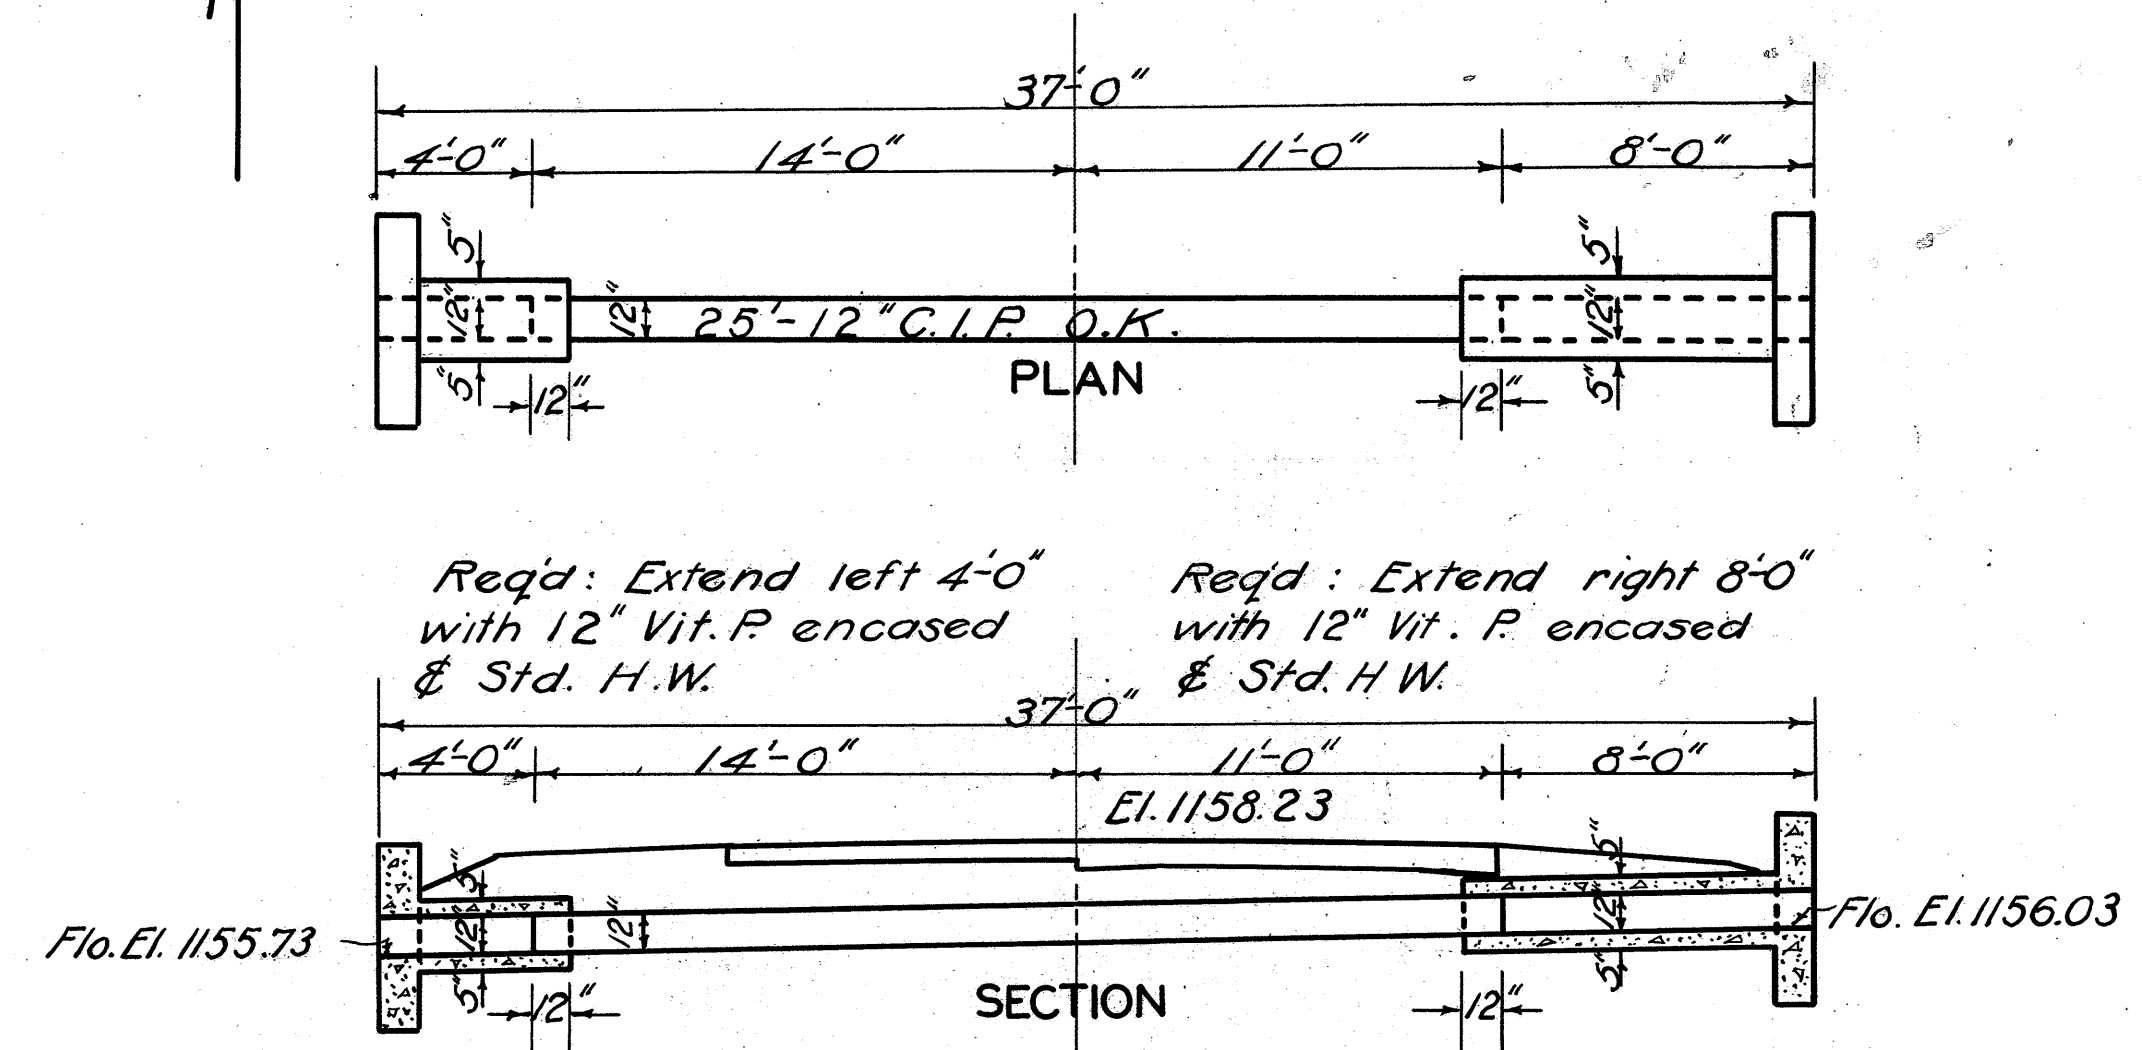 37'-0"
4'-0" 14'-0" 11'-0" 8'-0"
5" 5"
12" 12" 25'-12" C.I.P. O.K. 12"
PLAN
5" 12" 12" 5"
Req'd: Extend left 4'-0"
with 12" Vit. P. encased
& Std. H.W.
Req'd : Extend right 8'-0"
with 12" Vit. P. encased
& Std. H W.
37'-0"
4'-0" 14'-0" 11'-0" 8'-0"
El. 1158.23
5" 5"
12" 12" 12"
Flo. El. 1155.73
Flo. El. 1156.03
5" 5"
SECTION
12" 12"